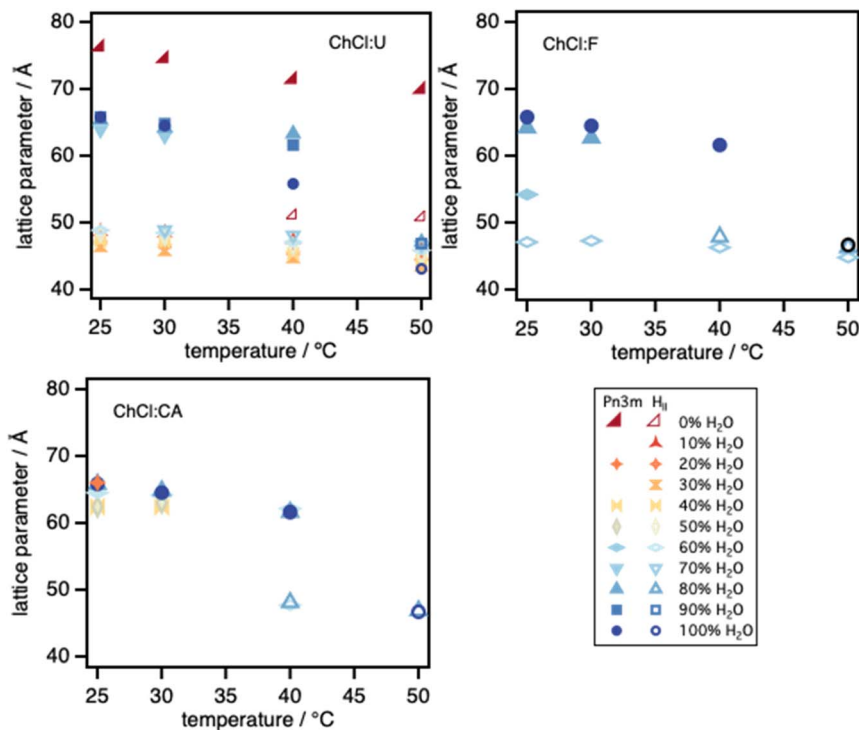 ChCl:U
80
70
60
50
40
lattice parameter / Å
25 30 35 40 45 50
temperature / °C
ChCl:F
80
70
60
50
40
lattice parameter / Å
25 30 35 40 45 50
temperature / °C
ChCl:CA
80
70
60
50
40
lattice parameter / Å
25 30 35 40 45 50
temperature / °C
Pn3m H_II
0% H₂O
10% H₂O
20% H₂O
30% H₂O
40% H₂O
50% H₂O
60% H₂O
70% H₂O
80% H₂O
90% H₂O
100% H₂O